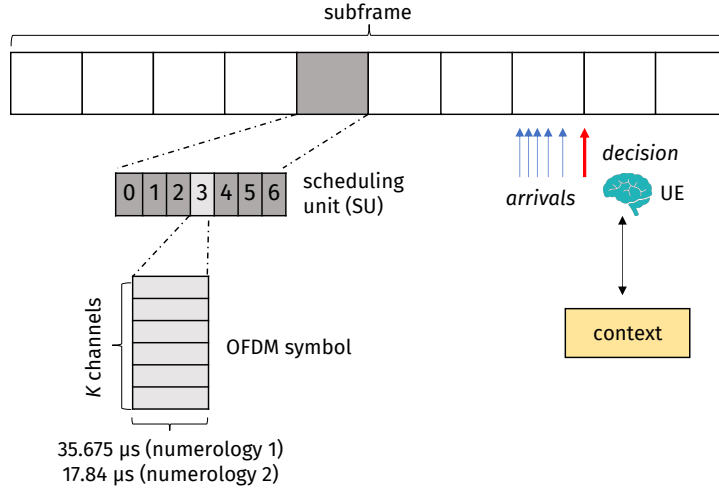 subframe
0 1 2 3 4 5 6
scheduling
unit (SU)
arrivals
decision
UE
context
K channels
OFDM symbol
35.675 µs (numerology 1)
17.84 µs (numerology 2)